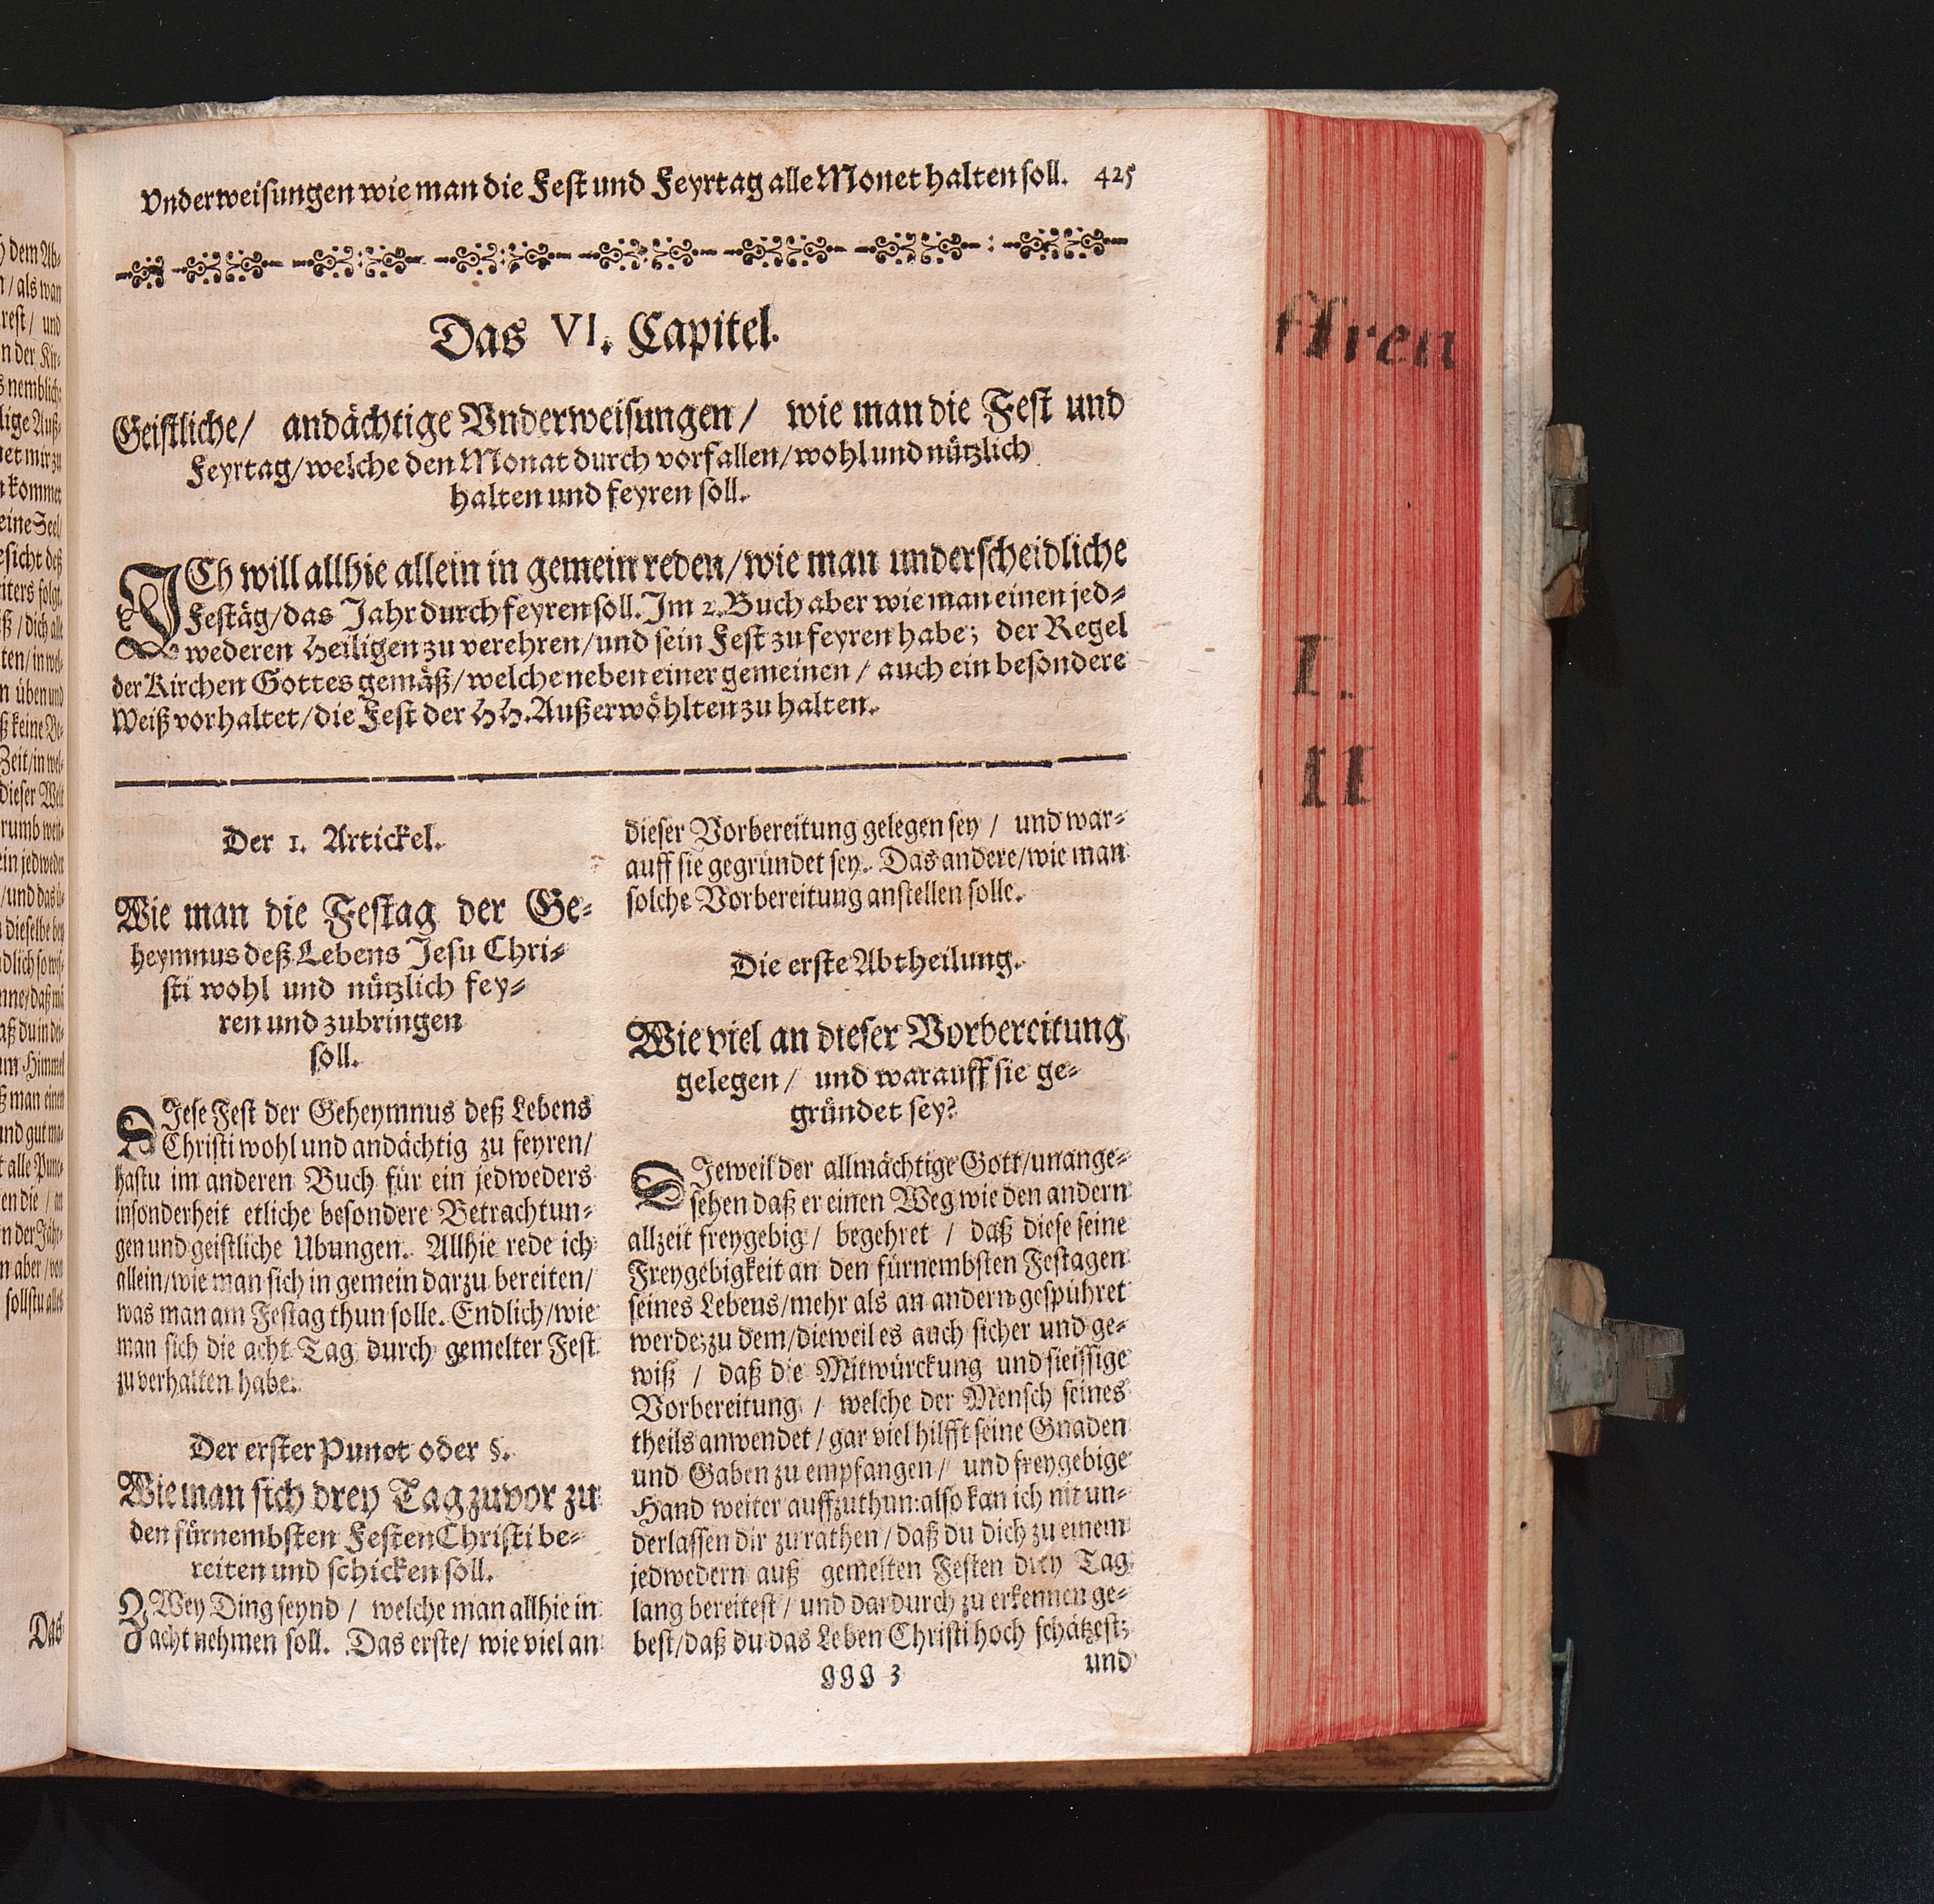 Vnderweisungen wie man die Fest und Feyrtag alle Monet halten soll. 425
Das VI. Capitel.
Geistliche/ andächtige Vnderweisungen/ wie man die Fest und
Feyrtag/welche den Monat durch vorfallen/wohl und nützlich
halten und feyren soll.
ICh will allhie allein in gemein reden/wie man underscheidliche
Festäg/das Jahr durch feyren soll. Im 2. Buch aber wie man einen jed-
wederen Heiligen zu verehren/und sein Fest zu feyren habe; der Regel
der Kirchen Gottes gemäß/welche neben einer gemeinen/ auch ein besondere
Weiß vorhaltet/die Fest der HH. Außerwöhlten zu halten.
Der 1. Artickel.
Wie man die Festag der Ge-
heymnus deß Lebens Jesu Chri-
sti wohl und nützlich fey-
ren und zubringen
soll.
DIese Fest der Geheymnus deß Lebens
Christi wohl und andächtig zu feyren/
hastu im anderen Buch für ein jedweders
insonderheit etliche besondere Betrachtun-
gen und geistliche Ubungen. Allhie rede ich
allein/wie man sich in gemein darzu bereiten/
was man am Festag thun solle. Endlich/wie
man sich die acht Tag durch gemelter Fest
zu verhalten habe.
Der erster Punct oder §.
Wie man sich drey Tag zuvor zu
den fürnembsten Festen Christi be-
reiten und schicken soll.
ZWey Ding seynd/ welche man allhie in
acht nehmen soll. Das erste/ wie viel an
dieser Vorbereitung gelegen sey/ und war-
auff sie gegründet sey. Das andere/wie man
solche Vorbereitung anstellen solle.
Die erste Abtheilung.
Wie viel an dieser Vorbereitung
gelegen/ und warauff sie ge-
gründet sey?
DIeweil der allmächtige Gott/unange-
sehen daß er einen Weg wie den andern
allzeit freygebig/ begehret/ daß diese seine
Freygebigkeit an den fürnembsten Festagen
seines Lebens/mehr als an andern gespühret
werde; zu dem/dieweil es auch sicher und ge-
wiß/ daß die Mitwürckung und fleissige
Vorbereitung/ welche der Mensch seines
theils anwendet/gar viel hilfft seine Gnaden
und Gaben zu empfangen/ und freygebige
Hand weiter auffzuthun: also kan ich nit un-
derlassen dir zu rathen/daß du dich zu einem
jedwedern auß gemelten Festen drey Tag
lang bereitest/ und dardurch zu erkennen ge-
best/daß du das Leben Christi hoch schätzest;
ggg 3 und
ffren
I.
II
Das